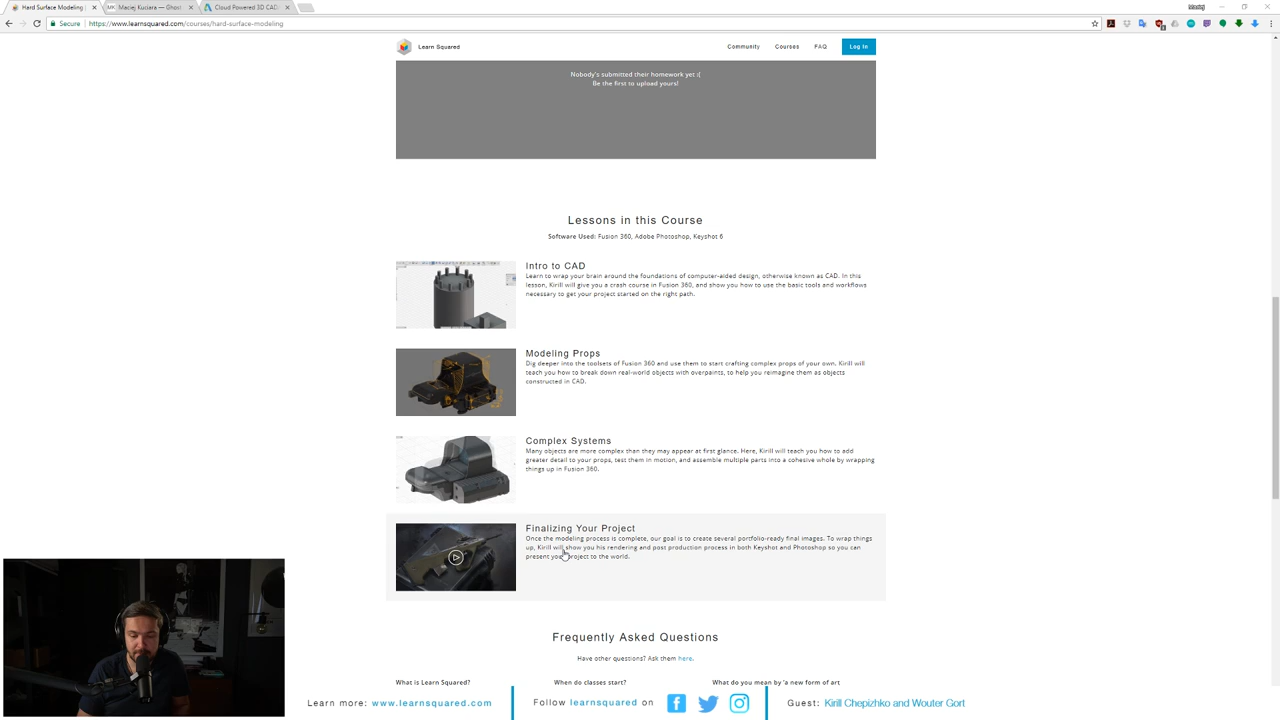 Hard Surface Modeling
Maciej Kuciara — Ghost
Cloud Powered 3D CAD
Secure
https://www.learnsquared.com/courses/hard-surface-modeling
Learn Squared
Community
Courses
FAQ
Log In
Nobody's submitted their homework yet :(
Be the first to upload yours!
Lessons in this Course
Software Used: Fusion 360, Adobe Photoshop, Keyshot 6
Intro to CAD
Learn to wrap your brain around the foundations of computer-aided design, otherwise known as CAD. In this
lesson, Kirill will give you a crash course in Fusion 360, and show you how to use the basic tools and workflows
necessary to get your project started on the right path.
Modeling Props
Dig deeper into the toolsets of Fusion 360 and use them to start crafting complex props of your own. Kirill will
teach you how to break down real-world objects with overpaints, to help you reimagine them as objects
constructed in CAD.
Complex Systems
Many objects are more complex than they may appear at first glance. Here, Kirill will teach you how to add
greater detail to your props, test them in motion, and assemble multiple parts into a cohesive whole by wrapping
things up in Fusion 360.
Finalizing Your Project
Once the modeling process is complete, our goal is to create several portfolio-ready final images. To wrap things
up, Kirill will show you his rendering and post production process in both Keyshot and Photoshop so you can
present your project to the world.
Frequently Asked Questions
Have other questions? Ask them here.
What is Learn Squared?
When do classes start?
What do you mean by 'a new form of art
Learn more: www.learnsquared.com
Follow learnsquared on
Guest: Kirill Chepizhko and Wouter Gort